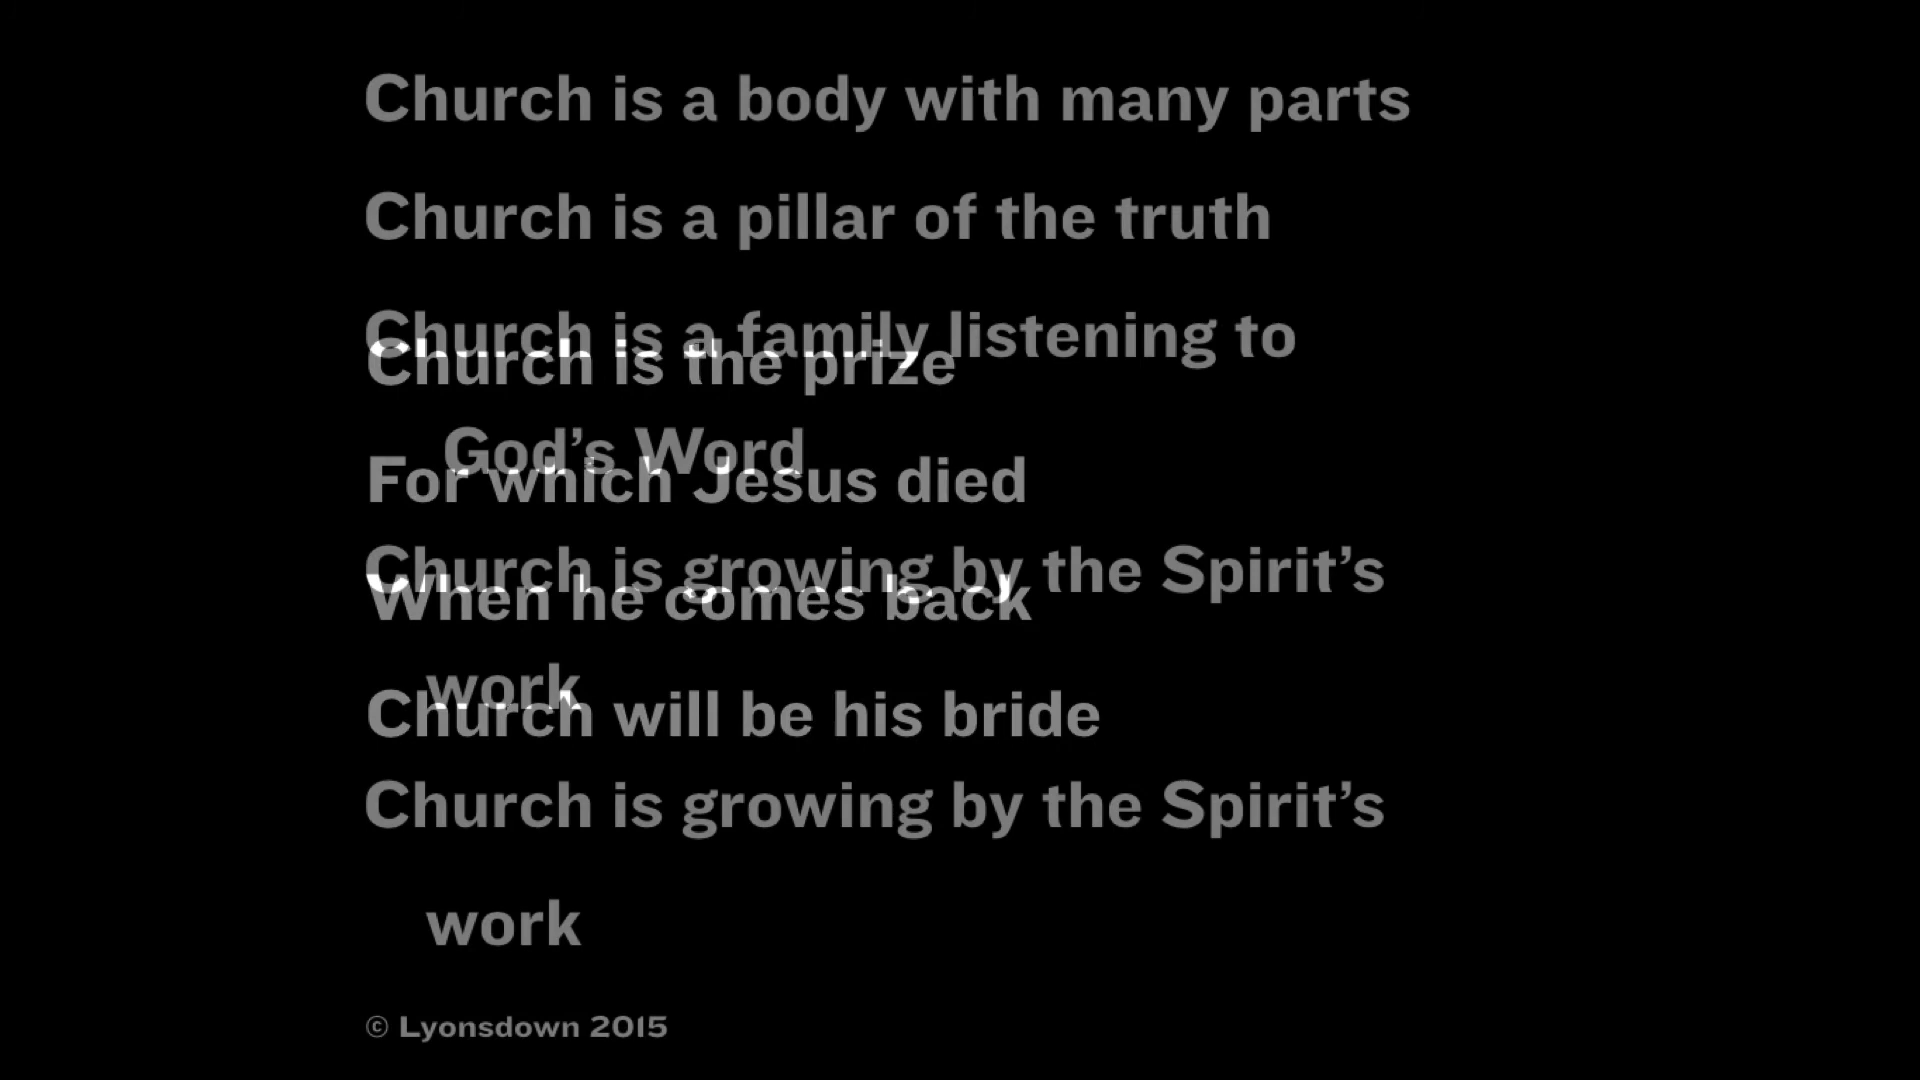 Church is a body with many parts
Church is a pillar of the truth
Church is a family listening to
God’s Word
Church is growing by the Spirit’s
work
Church is growing by the Spirit’s
work
© Lyonsdown 2015
Church is the prize
For which Jesus died
When he comes back
Church will be his bride